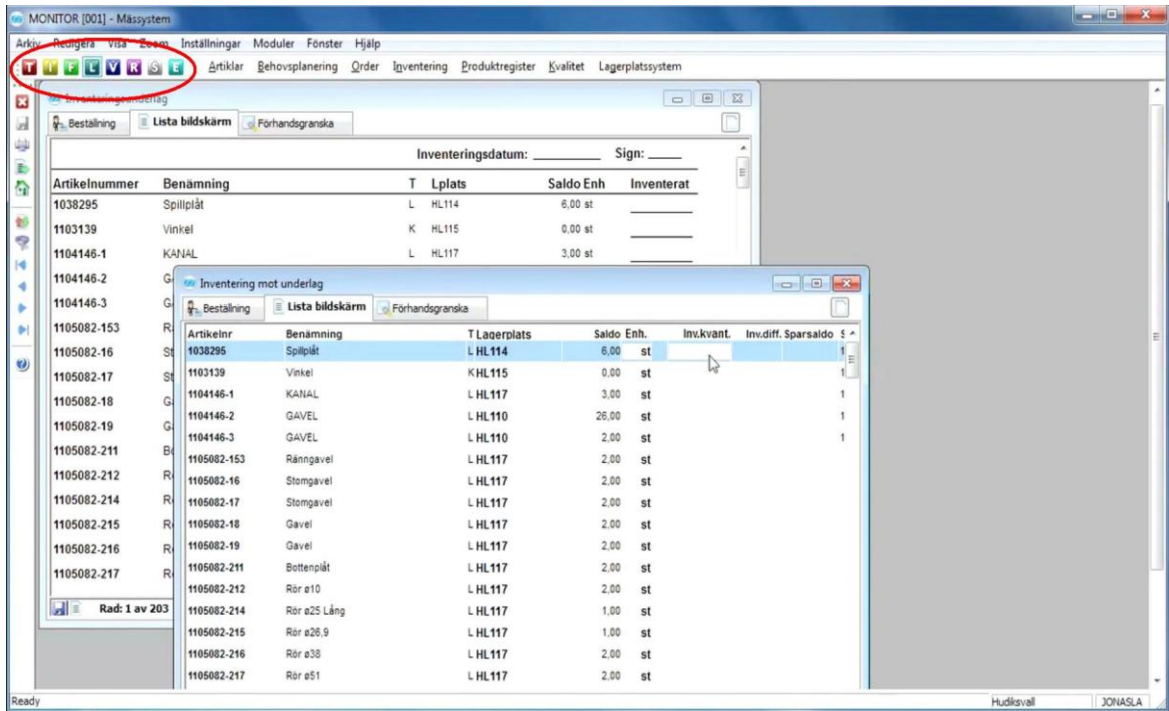 MONITOR [001] - Mässystem
Arkiv Redigera Visa Zoom Inställningar Moduler Fönster Hjälp
T I F L V R S E Artiklar Behovsplanering Order Inventering Produktregister Kvalitet Lagerplatssystem
Inventeringsunderlag
Beställning Lista bildskärm Förhandsgranska
Inventeringsdatum: Sign:
Artikelnummer Benämning T Lplats Saldo Enh Inventerat
1038295 Spillplåt L HL114 6,00 st
1103139 Vinkel K HL115 0,00 st
1104146-1 KANAL L HL117 3,00 st
1104146-2 G
1104146-3 G
1105082-153 R
1105082-16 St
1105082-17 St
1105082-18 G
1105082-19 G
1105082-211 B
1105082-212 R
1105082-214 R
1105082-215 R
1105082-216 R
1105082-217 R
Rad: 1 av 203
Inventering mot underlag
Beställning Lista bildskärm Förhandsgranska
Artikelnr Benämning T Lagerplats Saldo Enh. Inv.kvant. Inv.diff. Sparsaldo S
1038295 Spillplåt L HL114 6,00 st 1
1103139 Vinkel K HL115 0,00 st 1
1104146-1 KANAL L HL117 3,00 st 1
1104146-2 GAVEL L HL110 26,00 st 1
1104146-3 GAVEL L HL110 2,00 st 1
1105082-153 Ränngavel L HL117 2,00 st
1105082-16 Stomgavel L HL117 2,00 st
1105082-17 Stomgavel L HL117 2,00 st
1105082-18 Gavel L HL117 2,00 st
1105082-19 Gavel L HL117 2,00 st
1105082-211 Bottenplåt L HL117 2,00 st
1105082-212 Rör ø10 L HL117 2,00 st
1105082-214 Rör ø25 Lång L HL117 1,00 st
1105082-215 Rör ø26,9 L HL117 1,00 st
1105082-216 Rör ø38 L HL117 2,00 st
1105082-217 Rör ø51 L HL117 2,00 st
Ready Hudiksvall JONASLA